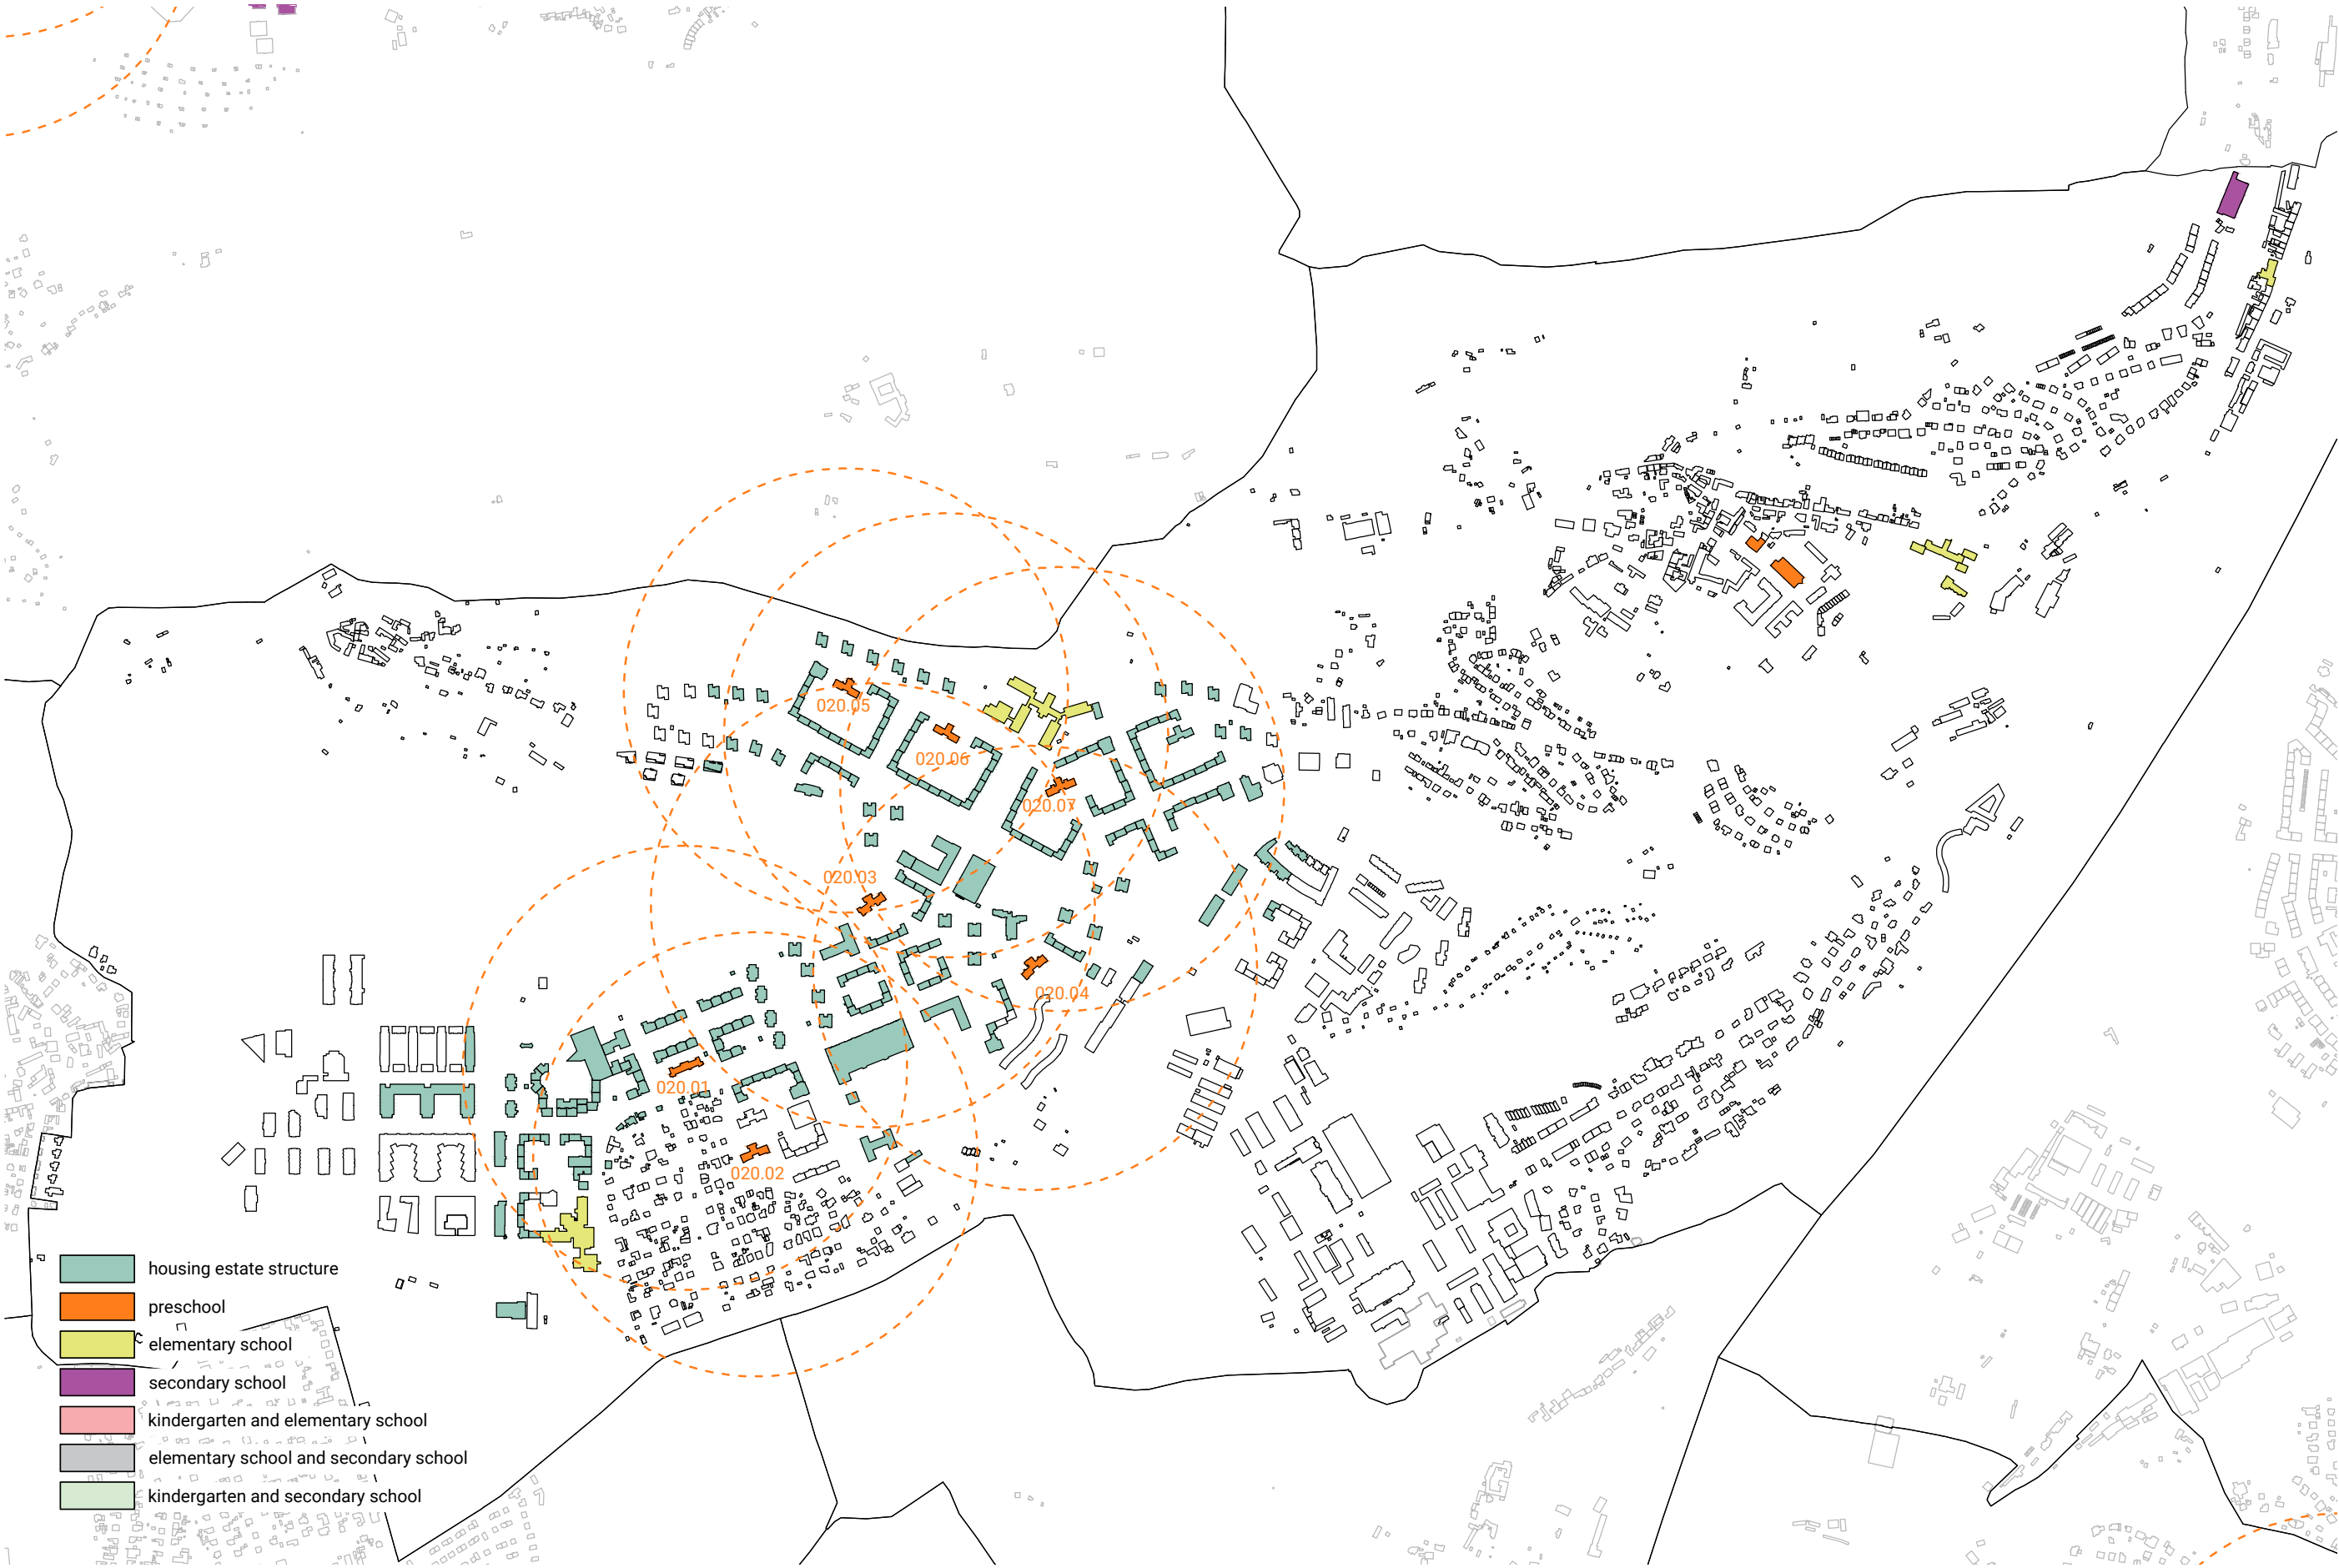 020.05
020.06
020.07
020.03
020.04
020.01
020.02
housing estate structure
preschool
elementary school
secondary school
kindergarten and elementary school
elementary school and secondary school
kindergarten and secondary school